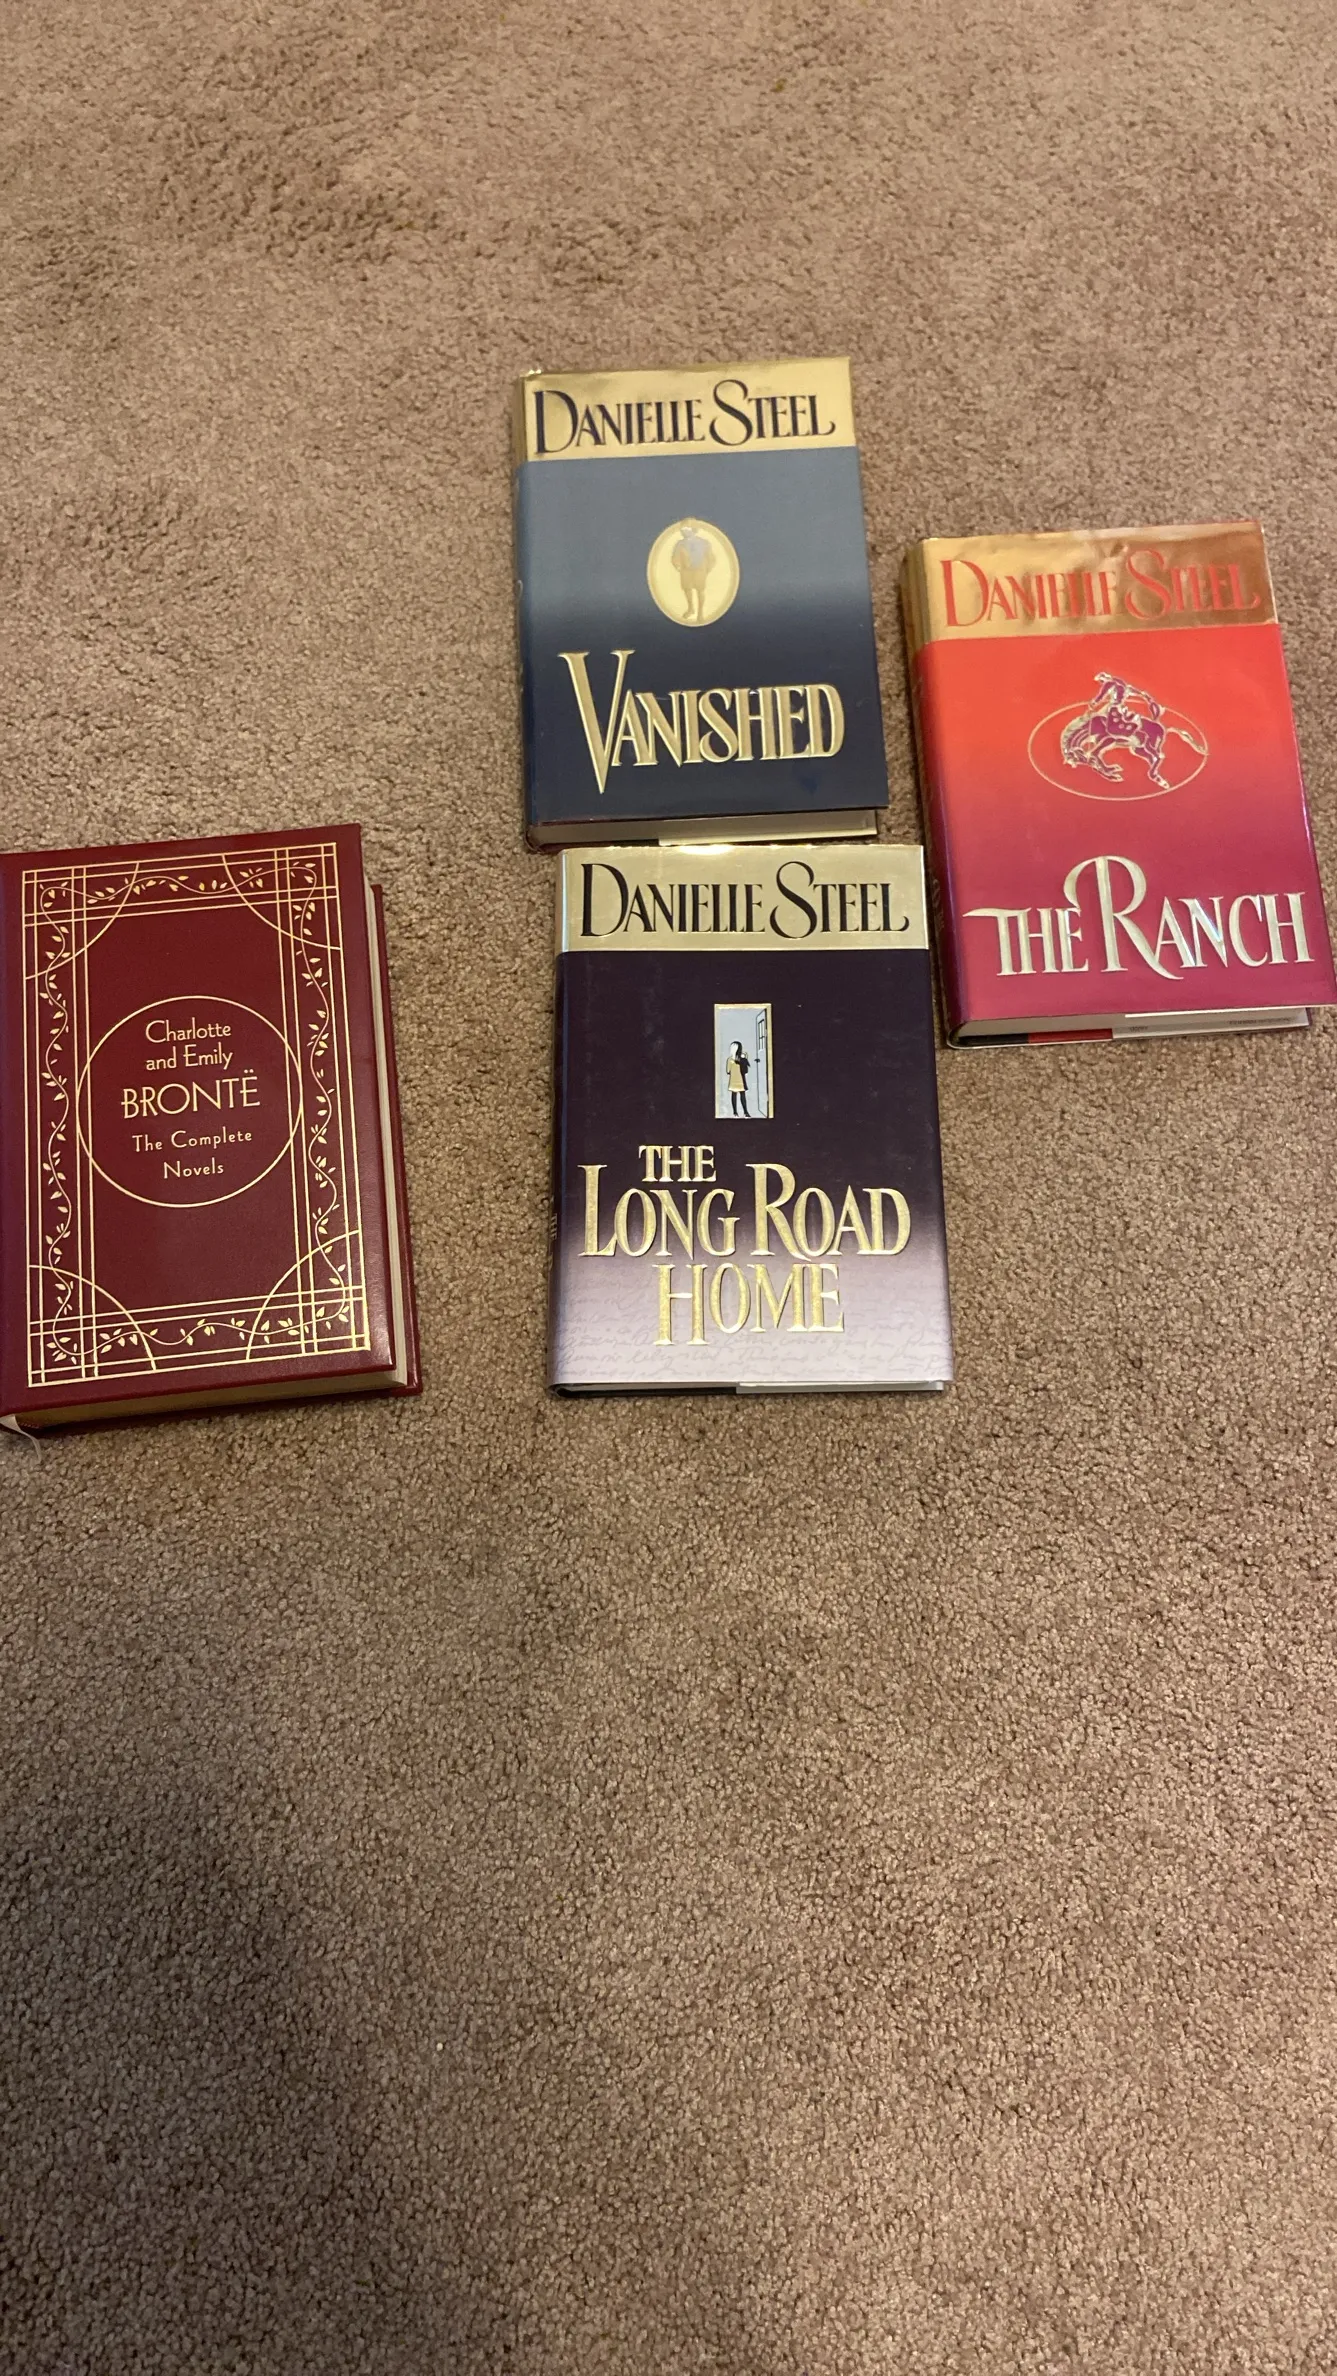 DANIELLE STEEL
VANISHED
DANIELLE STEEL
THE RANCH
Charlotte
and Emily
BRONTË
The Complete
Novels
DANIELLE STEEL
THE
LONG ROAD
HOME